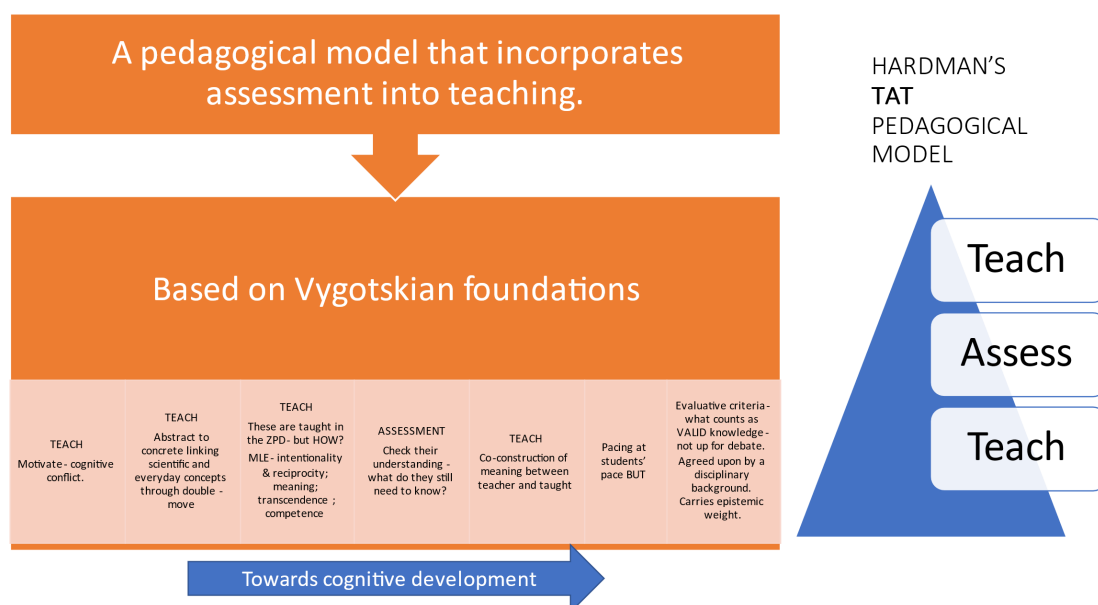 A pedagogical model that incorporates
assessment into teaching.
Based on Vygotskian foundations
TEACH
Motivate - cognitive
conflict.
TEACH
Abstract to
concrete linking
scientific and
everyday concepts
through double -
move
TEACH
These are taught in
the ZPD- but HOW?
MLE - intentionality
& reciprocity;
meaning;
transcendence ;
competence
ASSESSMENT
Check their
understanding -
what do they still
need to know?
TEACH
Co-construction of
meaning between
teacher and taught
Pacing at
students'
pace BUT
Evaluative criteria-
what counts as
VALID knowledge -
not up for debate.
Agreed upon by a
disciplinary
background.
Carries epistemic
weight.
Towards cognitive development
HARDMAN'S
TAT
PEDAGOGICAL
MODEL
Teach
Assess
Teach